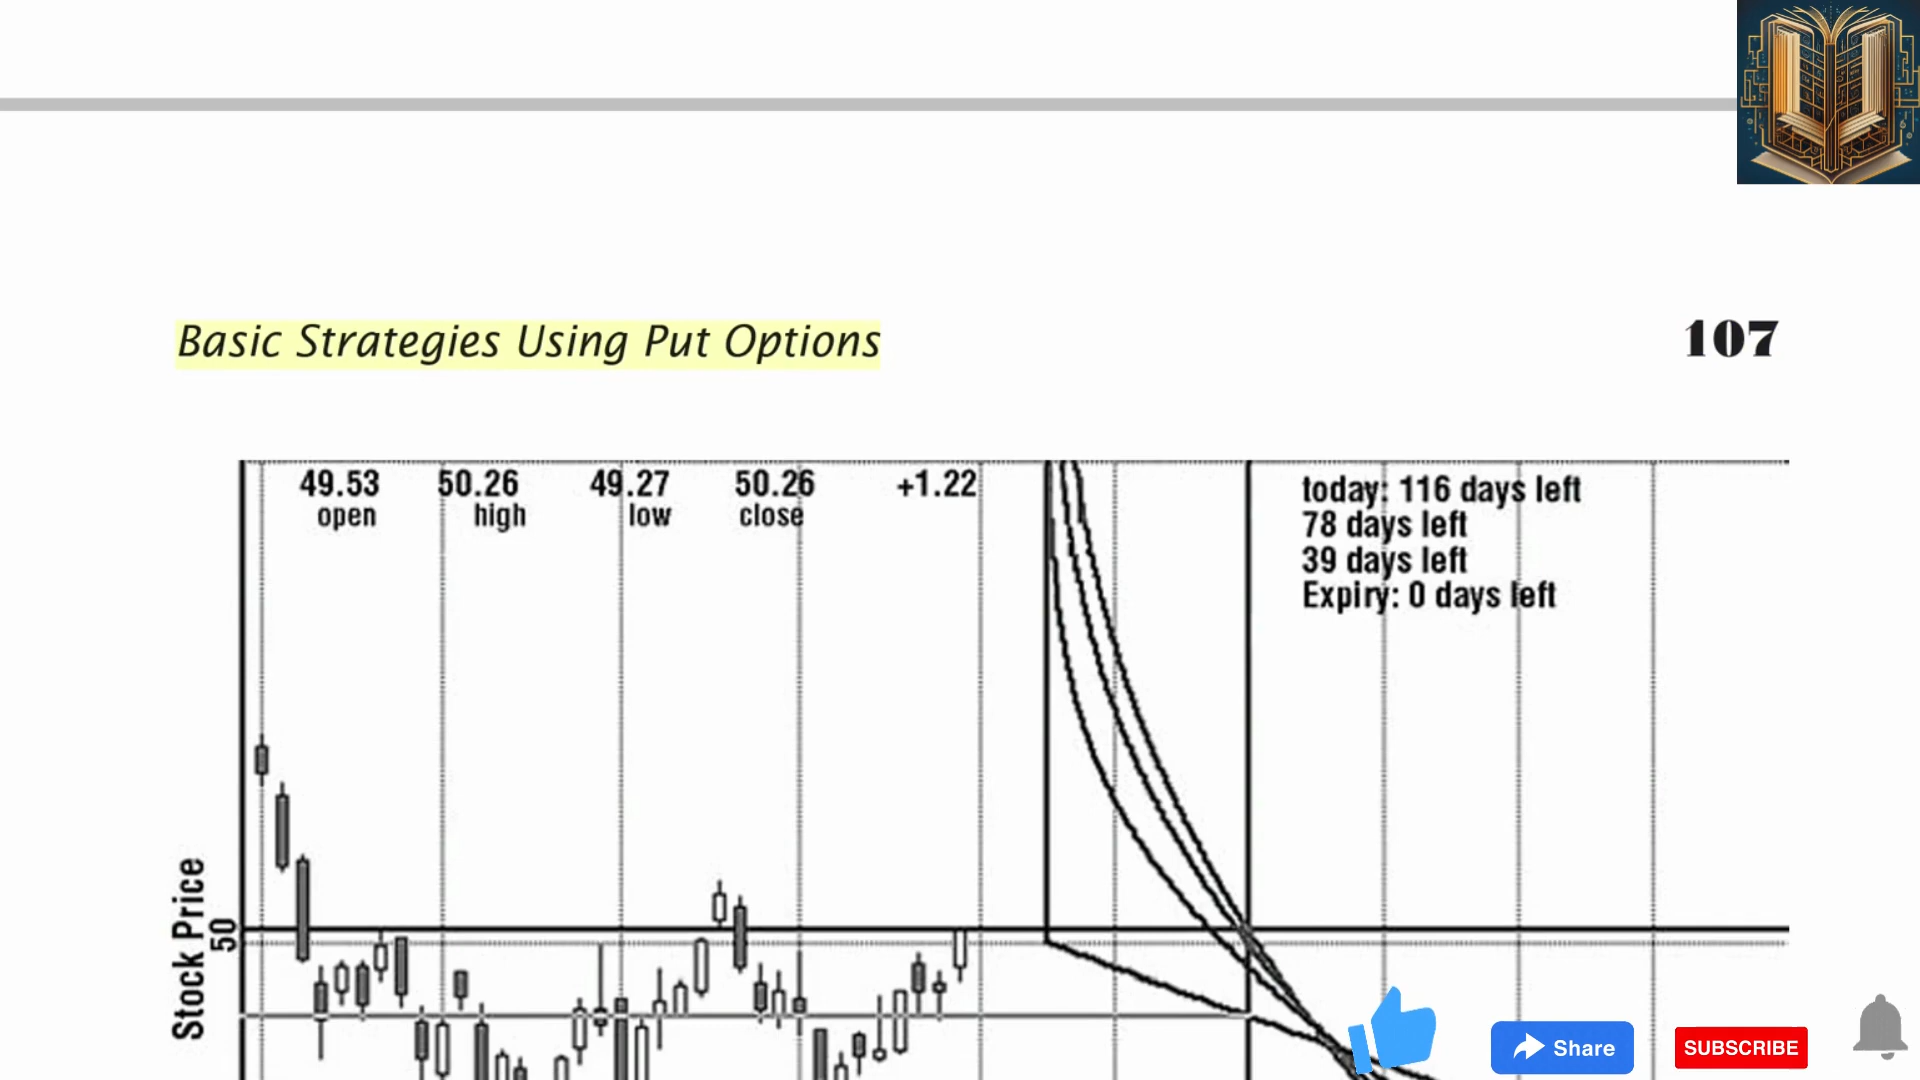 Basic Strategies Using Put Options 107
49.53 50.26 49.27 50.26 +1.22
open high low close
today: 116 days left
78 days left
39 days left
Expiry: 0 days left
Stock Price
50
Share
SUBSCRIBE